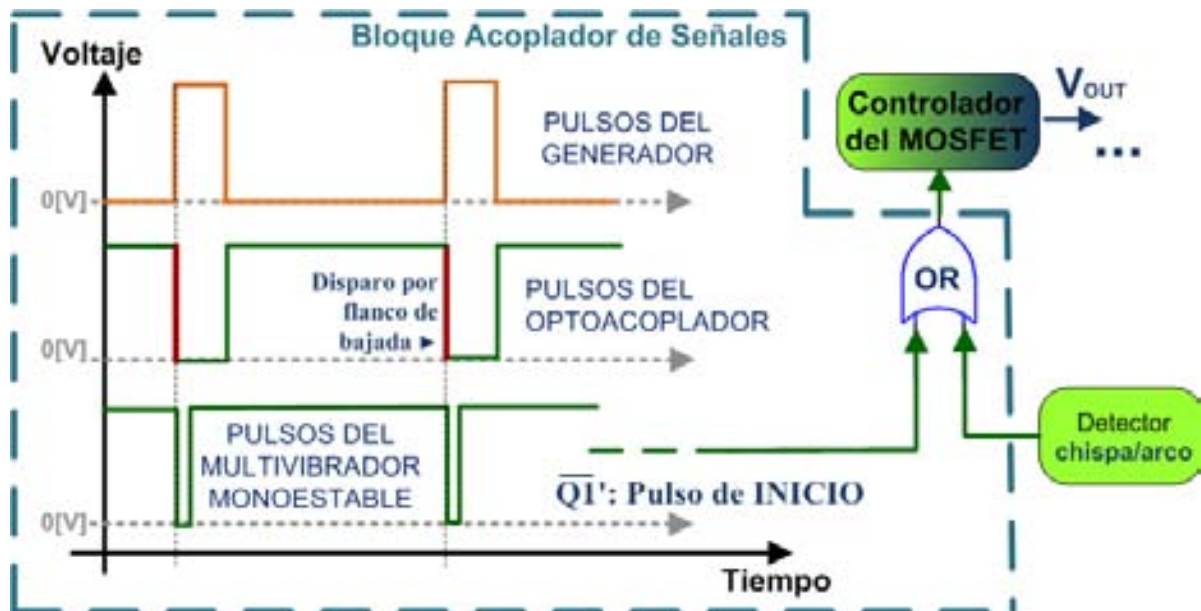 Bloque Acoplador de Señales
Voltaje
PULSOS DEL
GENERADOR
0[V]
Disparo por
flanco de
bajada ►
PULSOS DEL
OPTOACOPLADOR
0[V]
PULSOS DEL
MULTIVIBRADOR
MONOESTABLE
0[V]
Q1': Pulso de INICIO
Tiempo
Controlador
del MOSFET
VOUT
...
OR
Detector
chispa/arco